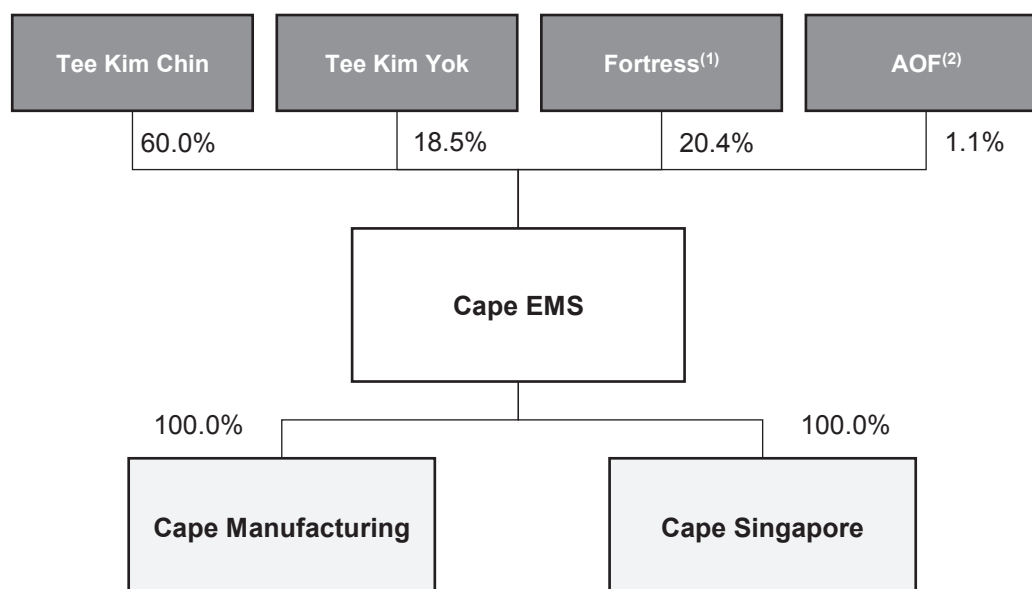 Tee Kim Chin
Tee Kim Yok
Fortress(1)
AOF(2)
60.0%
18.5%
20.4%
1.1%
Cape EMS
100.0%
100.0%
Cape Manufacturing
Cape Singapore